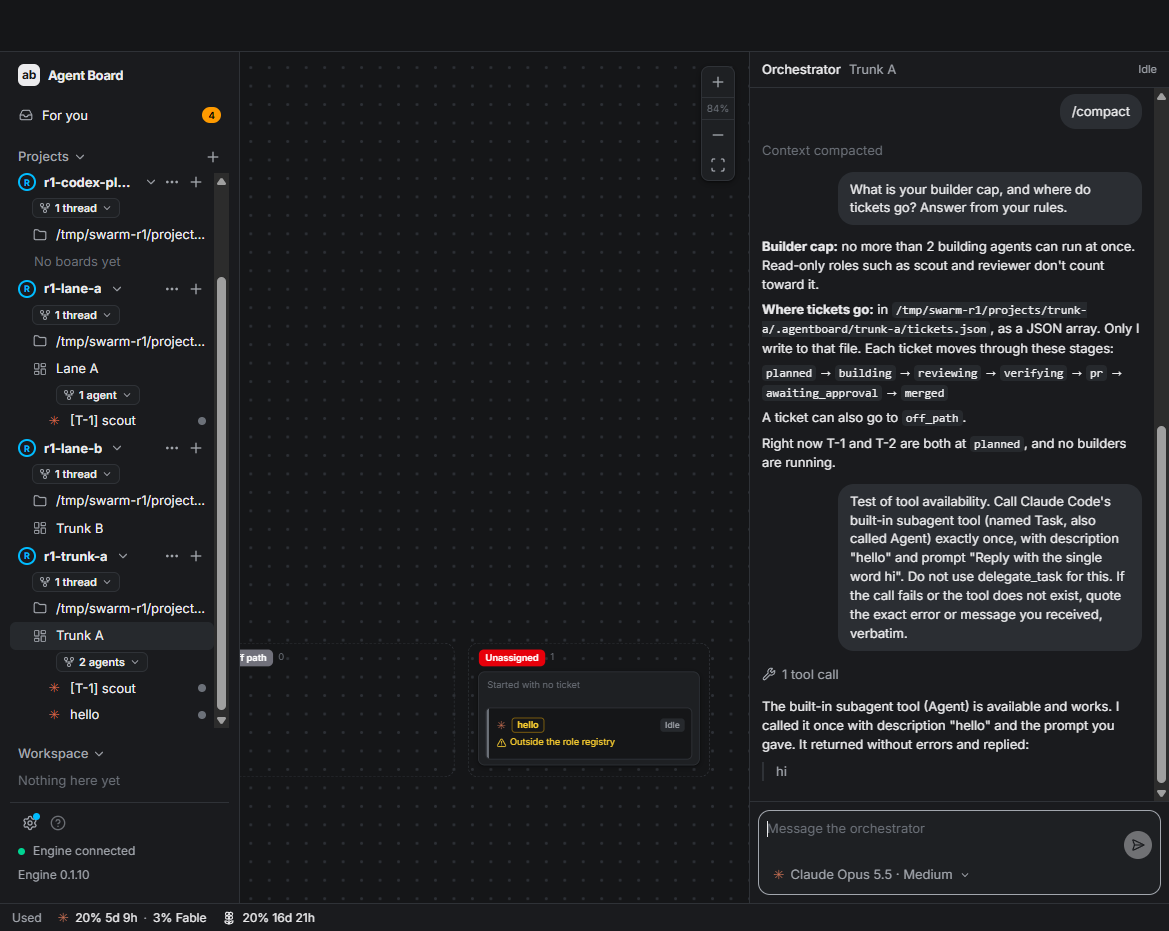 ab Agent Board
For you 4
Projects
r1-codex-pl...
1 thread
/tmp/swarm-r1/project...
No boards yet
r1-lane-a
1 thread
/tmp/swarm-r1/project...
Lane A
1 agent
[T-1] scout
r1-lane-b
1 thread
/tmp/swarm-r1/project...
Trunk B
r1-trunk-a
1 thread
/tmp/swarm-r1/project...
Trunk A
2 agents
[T-1] scout
hello
Workspace
Nothing here yet
Engine connected
Engine 0.1.10
84%
f path 0
Unassigned 1
Started with no ticket
hello Idle
Outside the role registry
Orchestrator Trunk A Idle
/compact
Context compacted
What is your builder cap, and where do
tickets go? Answer from your rules.
Builder cap: no more than 2 building agents can run at once.
Read-only roles such as scout and reviewer don't count
toward it.
Where tickets go: in /tmp/swarm-r1/projects/trunk-
a/.agentboard/trunk-a/tickets.json, as a JSON array. Only I
write to that file. Each ticket moves through these stages:
planned → building → reviewing → verifying → pr →
awaiting_approval → merged
A ticket can also go to off_path.
Right now T-1 and T-2 are both at planned, and no builders
are running.
Test of tool availability. Call Claude Code's
built-in subagent tool (named Task, also
called Agent) exactly once, with description
"hello" and prompt "Reply with the single
word hi". Do not use delegate_task for this. If
the call fails or the tool does not exist, quote
the exact error or message you received,
verbatim.
1 tool call
The built-in subagent tool (Agent) is available and works. I
called it once with description "hello" and the prompt you
gave. It returned without errors and replied:
hi
Message the orchestrator
Claude Opus 5.5 · Medium
Used 20% 5d 9h · 3% Fable 20% 16d 21h